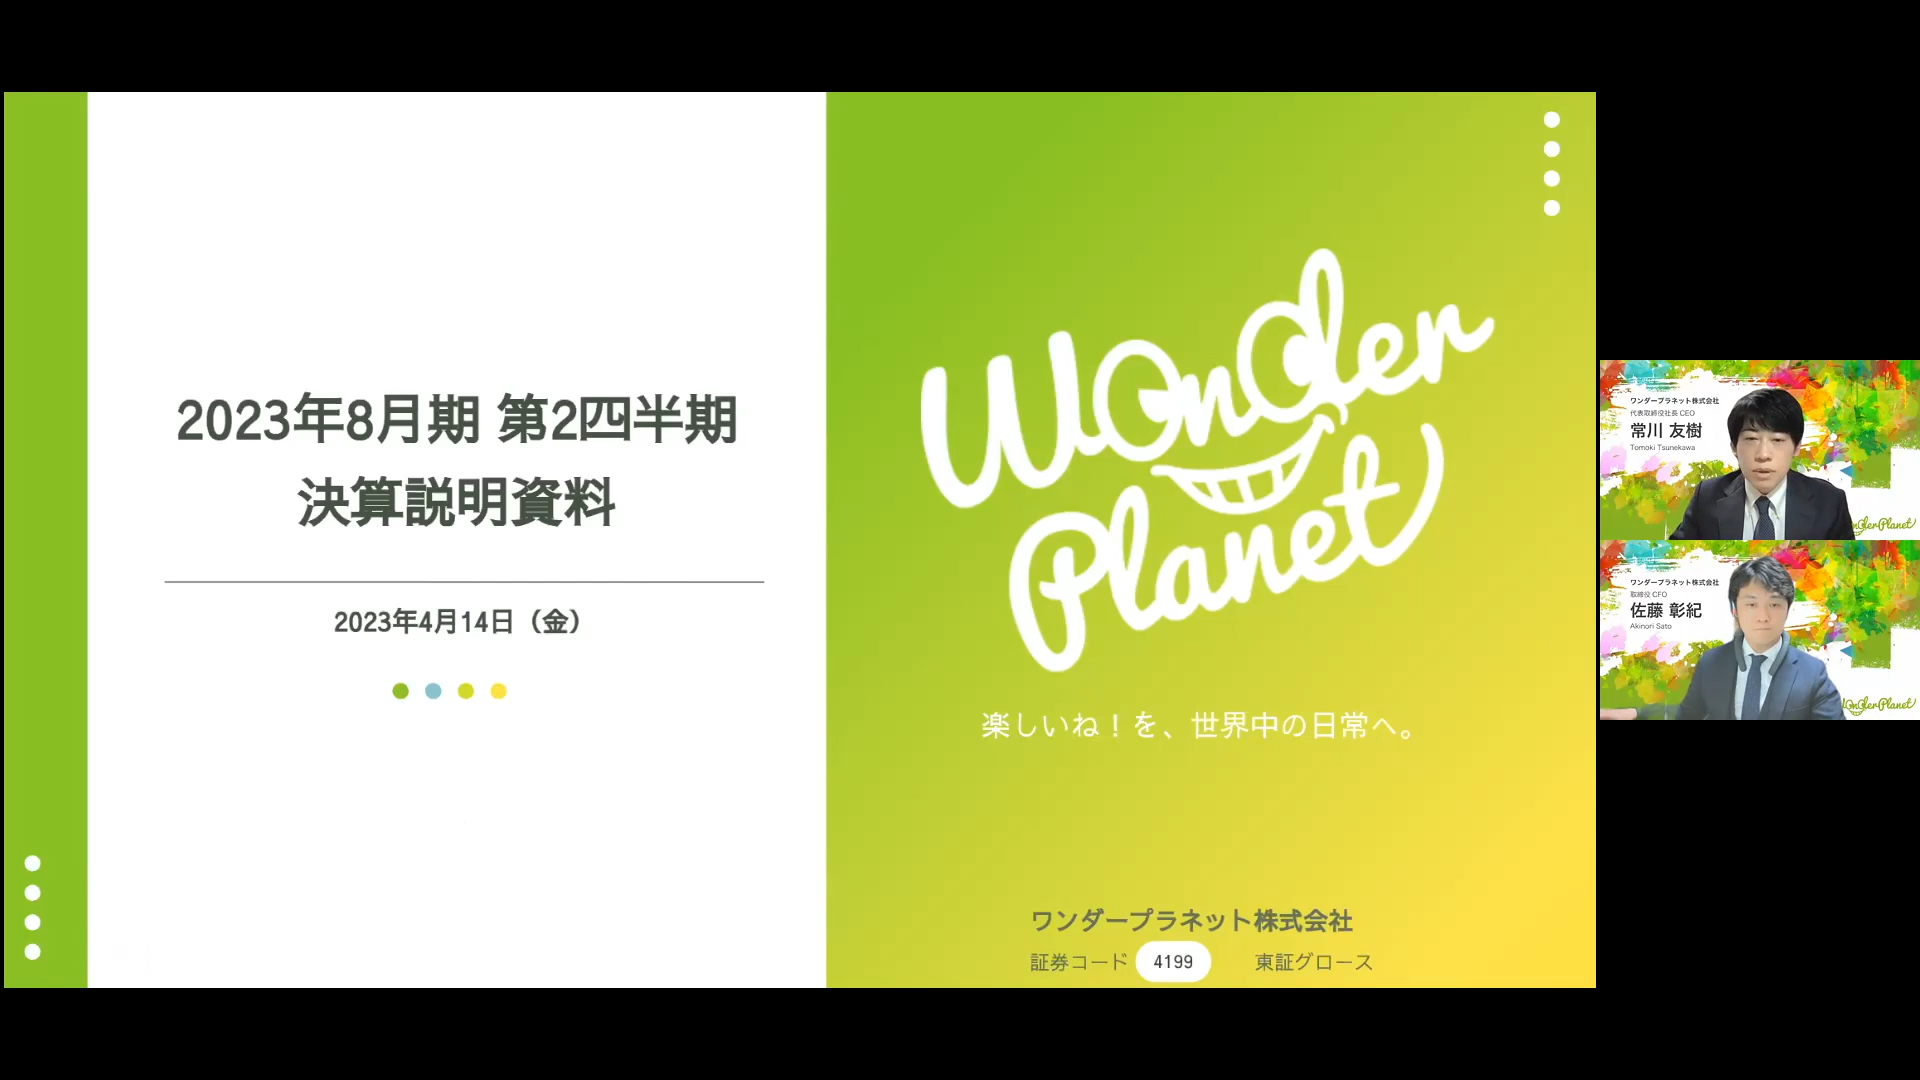 2023年8月期 第2四半期
決算説明資料
2023年4月14日（金）
Wonder
Planet
楽しいね！を、世界中の日常へ。
ワンダープラネット株式会社
証券コード 4199 東証グロース
ワンダープラネット株式会社
代表取締役社長 CEO
常川 友樹
Tomoki Tsunekawa
WonderPlanet
ワンダープラネット株式会社
取締役 CFO
佐藤 彰紀
Akinori Sato
WonderPlanet